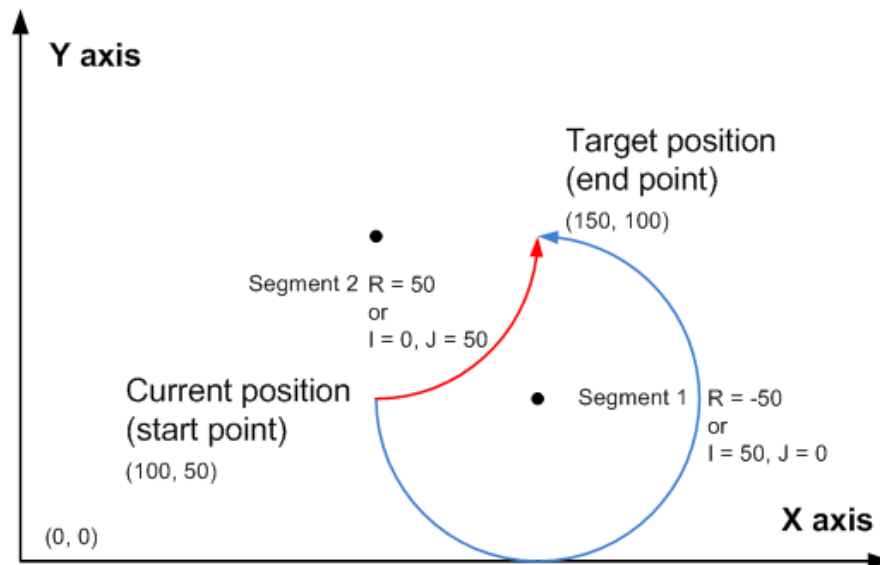 Y axis
Target position
(end point)
(150, 100)
Segment 2 R = 50
or
I = 0, J = 50
Current position
(start point)
(100, 50)
Segment 1 R = -50
or
I = 50, J = 0
X axis
(0, 0)